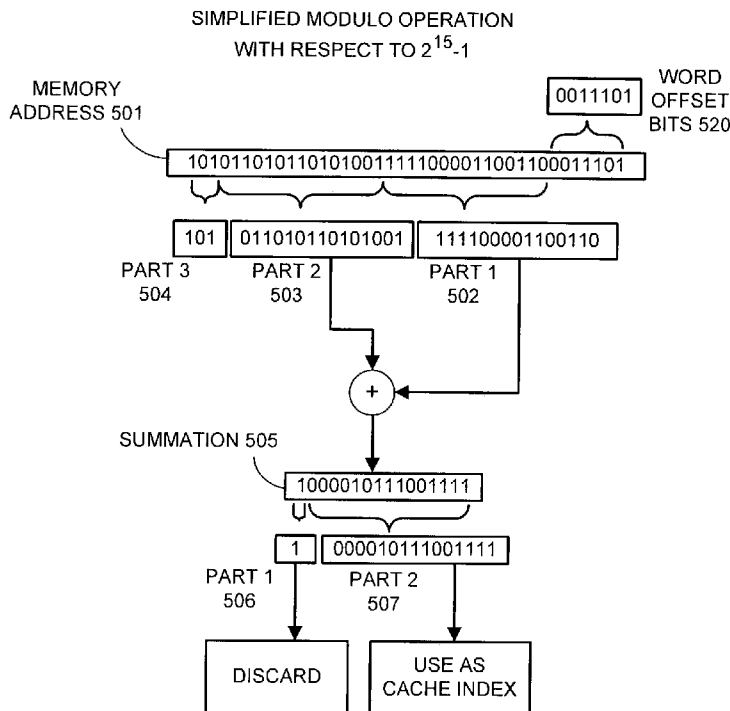 SIMPLIFIED MODULO OPERATION
WITH RESPECT TO 2^15-1
MEMORY
ADDRESS 501
0011101
WORD
OFFSET
BITS 520
1010110101101010011111000011001100011101
101
011010110101001
111100001100110
PART 3
504
PART 2
503
PART 1
502
+
SUMMATION 505
1000010111001111
1
000010111001111
PART 1
506
PART 2
507
DISCARD
USE AS
CACHE INDEX